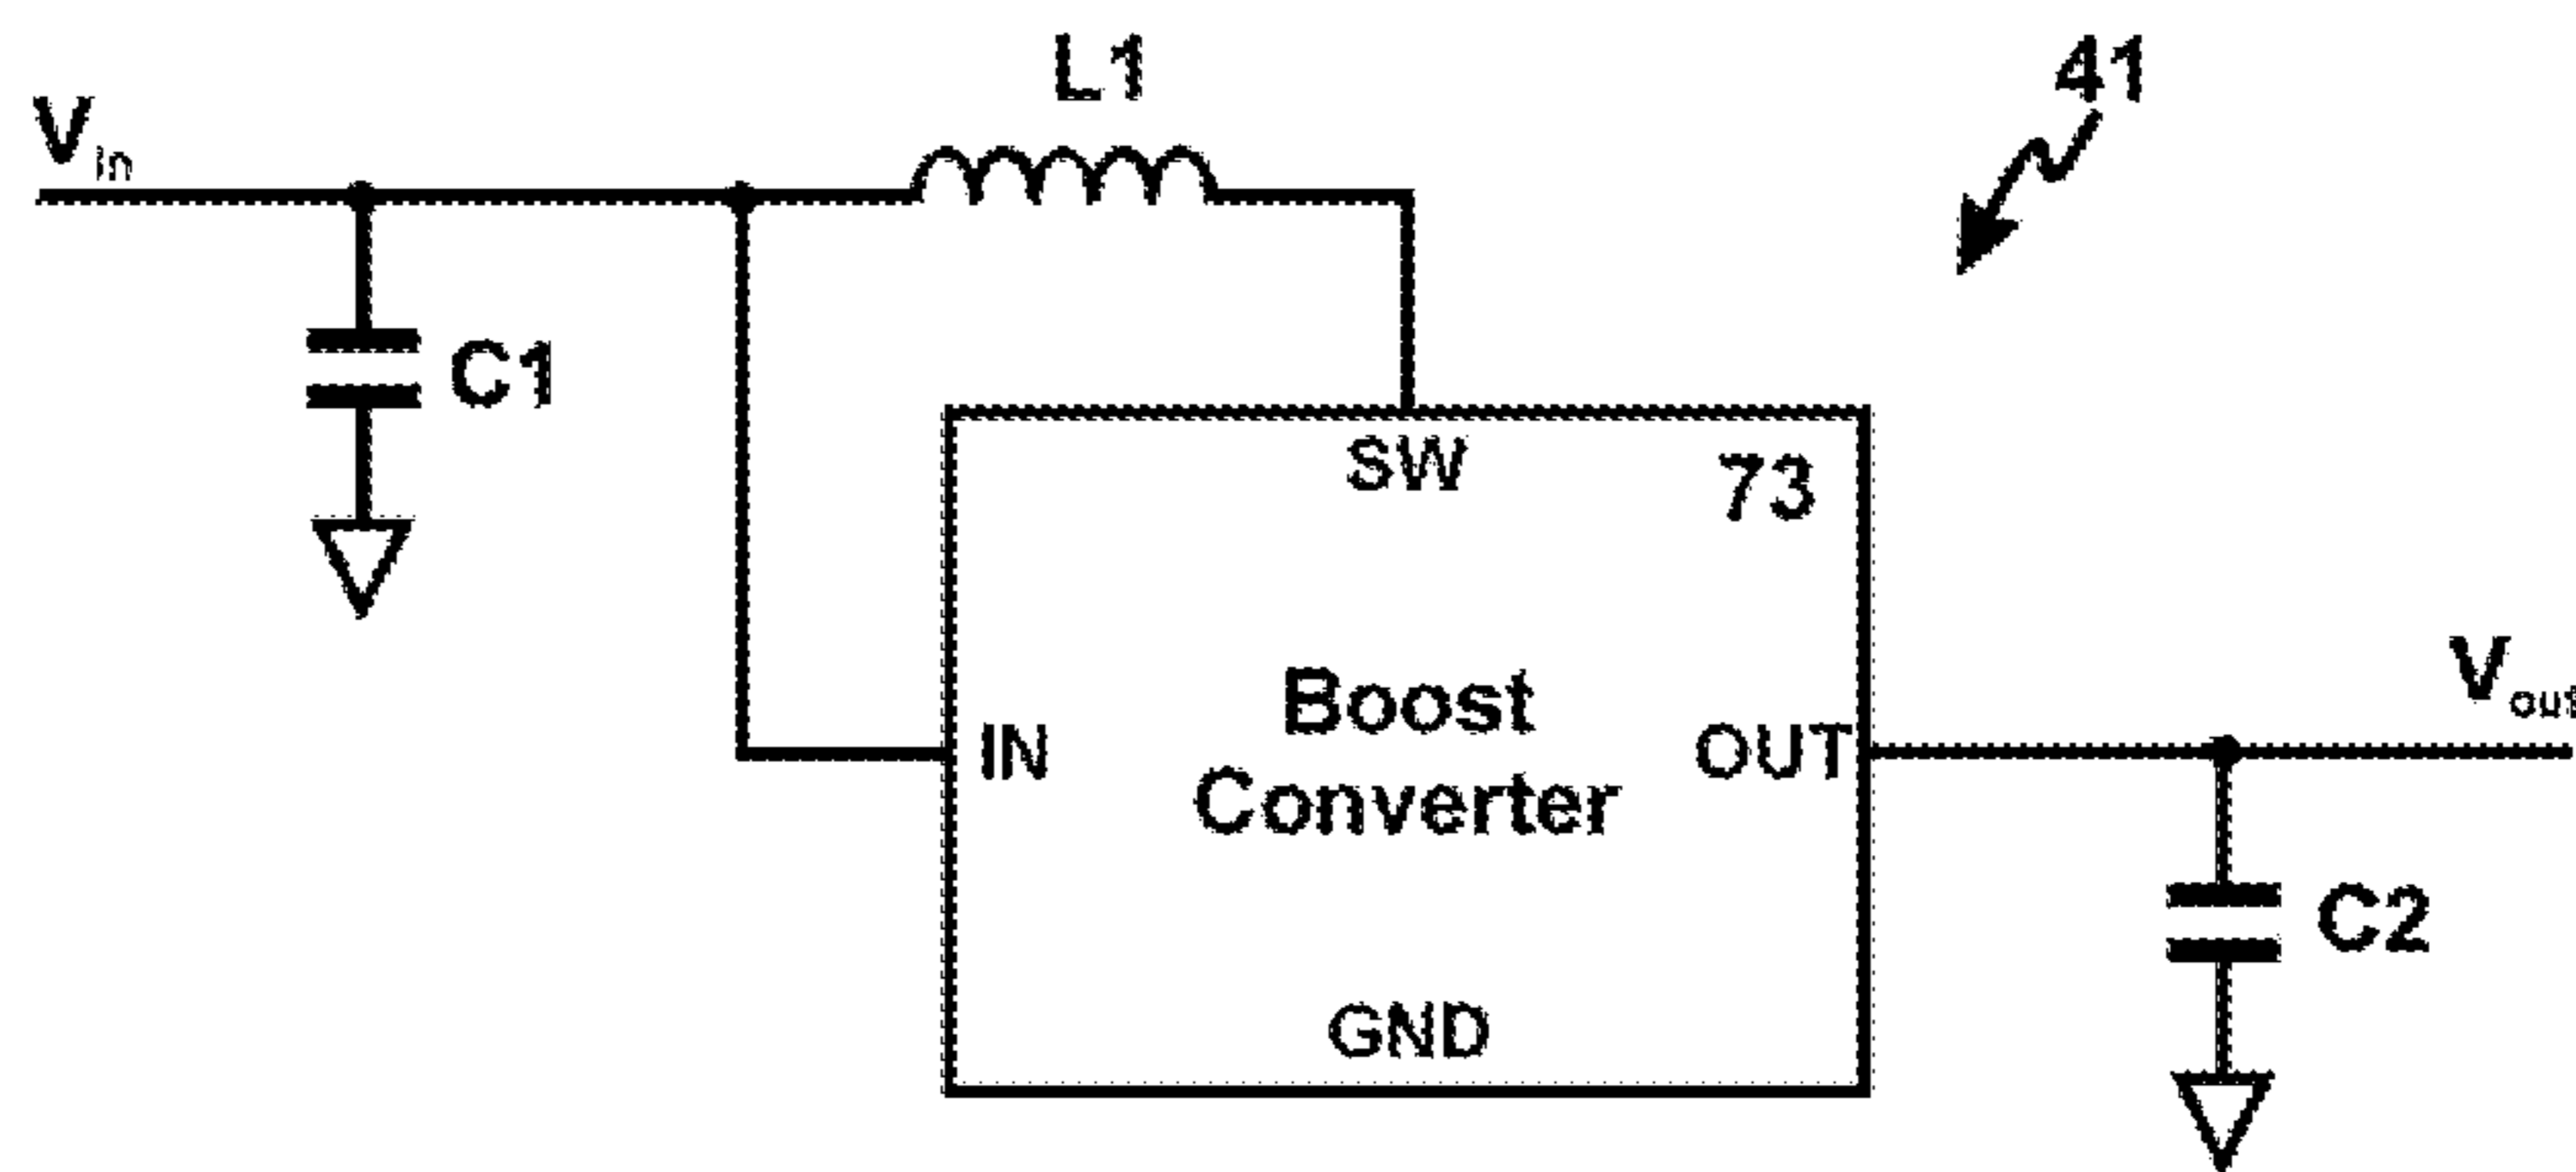 L1
41
Vin
C1
SW
73
Boost
Converter
IN
OUT
Vout
C2
GND